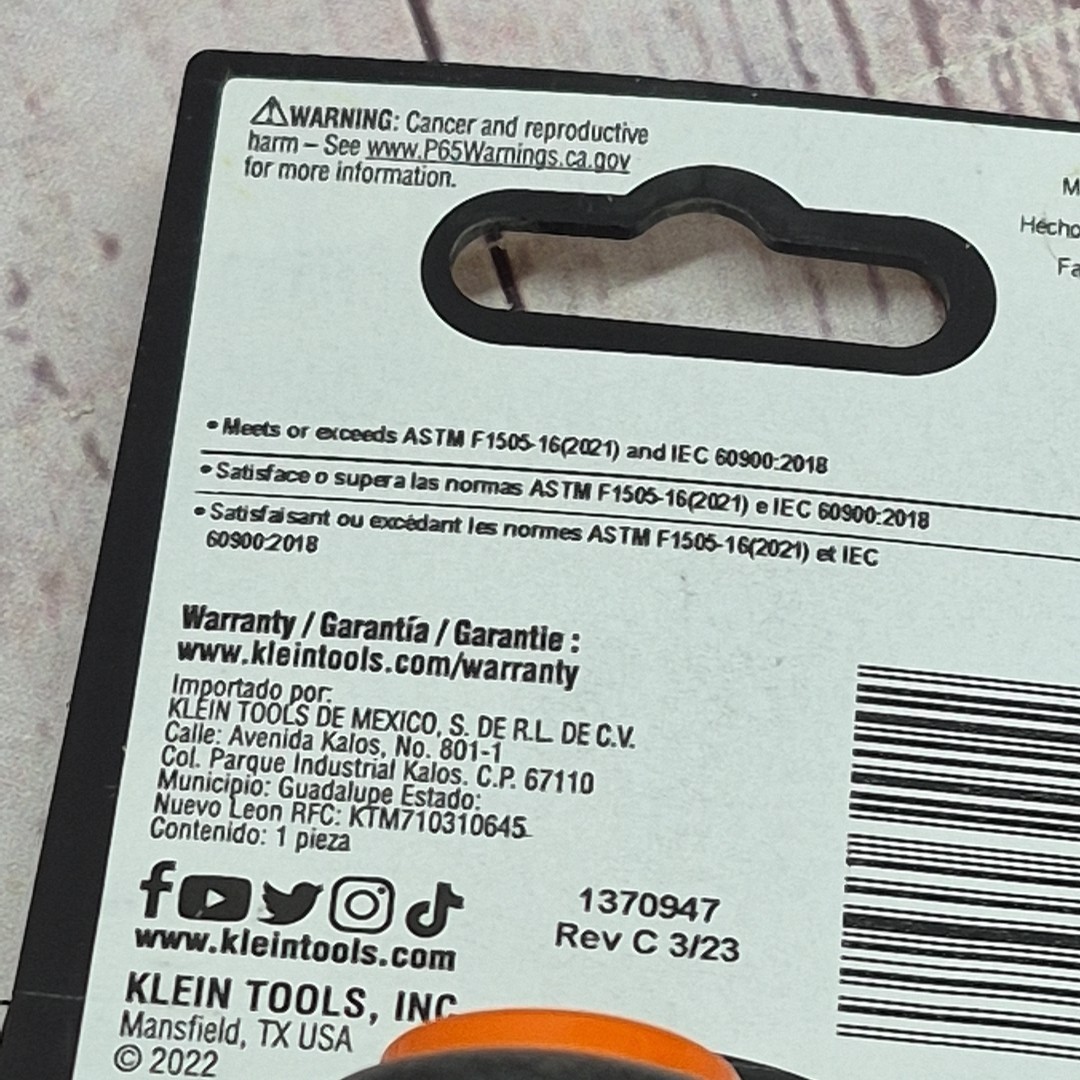 ⚠WARNING: Cancer and reproductive
harm – See www.P65Warnings.ca.gov
for more information.
Hecho
• Meets or exceeds ASTM F1505-16(2021) and IEC 60900:2018
• Satisface o supera las normas ASTM F1505-16(2021) e IEC 60900:2018
• Satisfaisant ou excédant les normes ASTM F1505-16(2021) et IEC
60900:2018
Warranty / Garantía / Garantie :
www.kleintools.com/warranty
Importado por:
KLEIN TOOLS DE MEXICO, S. DE R.L. DE C.V.
Calle: Avenida Kalos, No. 801-1
Col. Parque Industrial Kalos. C.P. 67110
Municipio: Guadalupe Estado:
Nuevo Leon RFC: KTM710310645
Contenido: 1 pieza
www.kleintools.com
1370947
Rev C 3/23
KLEIN TOOLS, INC
Mansfield, TX USA
© 2022